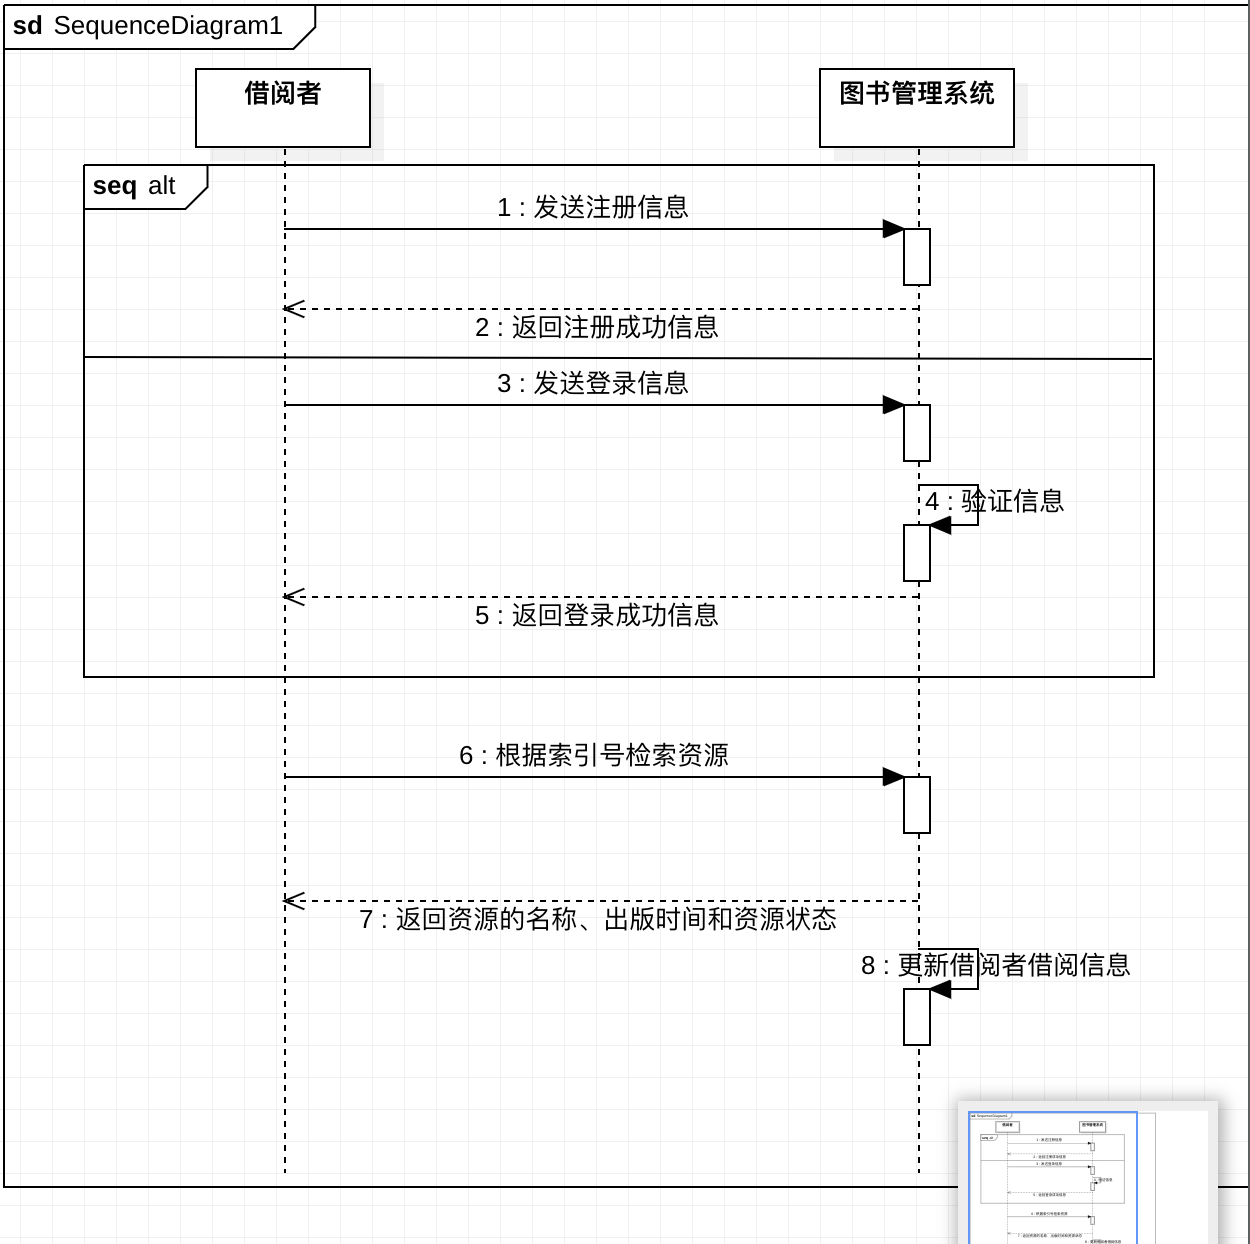 sd SequenceDiagram1
借阅者
图书管理系统
seq alt
1 : 发送注册信息
2 : 返回注册成功信息
3 : 发送登录信息
4 : 验证信息
5 : 返回登录成功信息
6 : 根据索引号检索资源
7 : 返回资源的名称、出版时间和资源状态
8 : 更新借阅者借阅信息